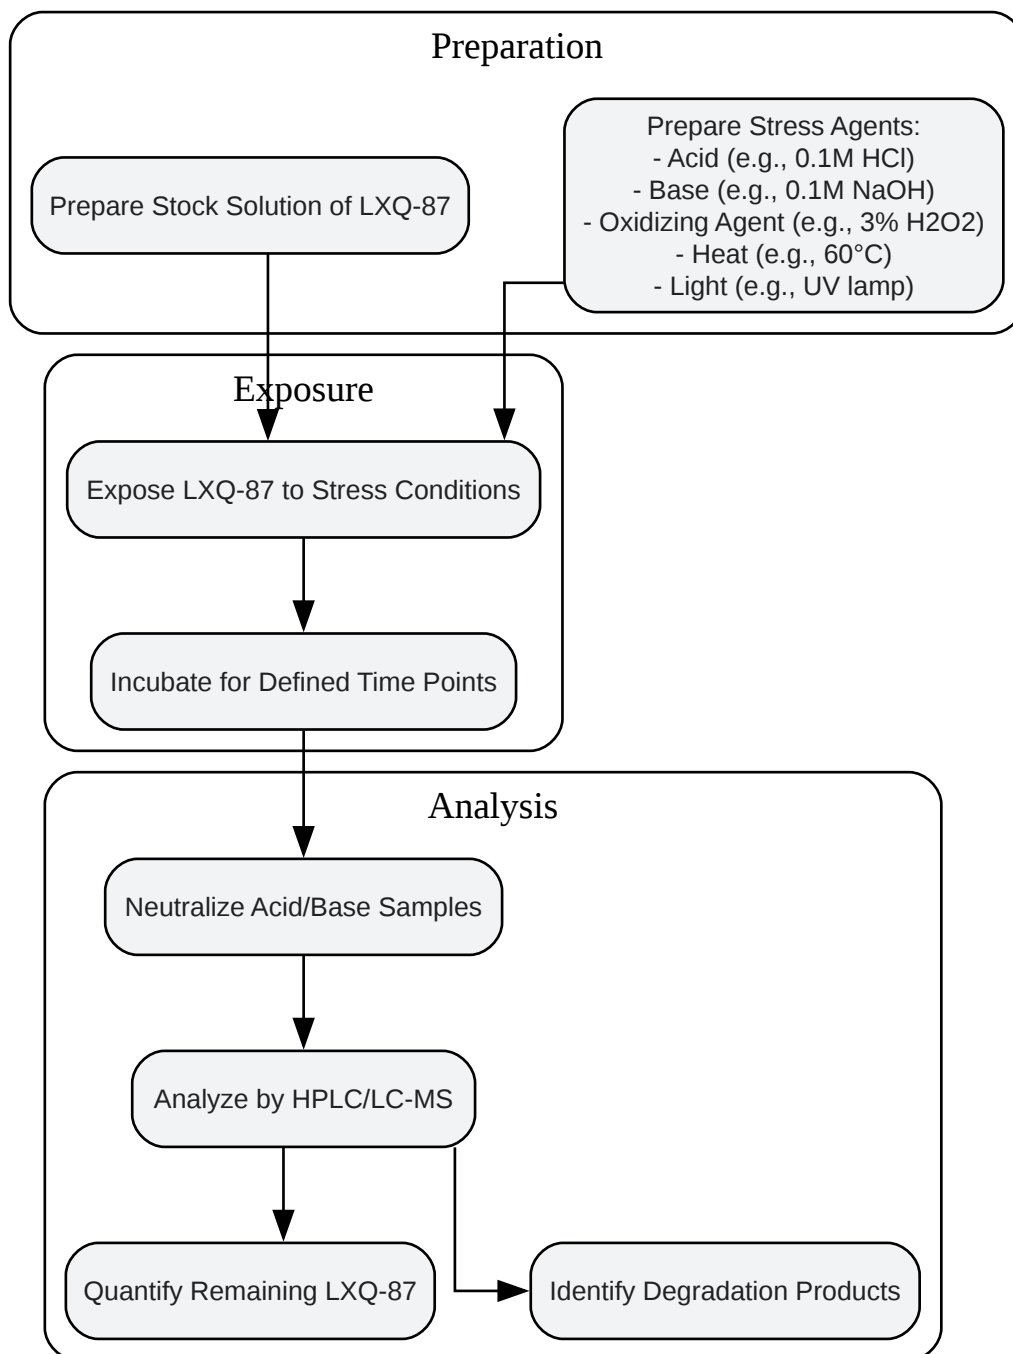 Preparation
Prepare Stock Solution of LXQ-87
Prepare Stress Agents:
- Acid (e.g., 0.1M HCl)
- Base (e.g., 0.1M NaOH)
- Oxidizing Agent (e.g., 3% H2O2)
- Heat (e.g., 60°C)
- Light (e.g., UV lamp)
Exposure
Expose LXQ-87 to Stress Conditions
Incubate for Defined Time Points
Analysis
Neutralize Acid/Base Samples
Analyze by HPLC/LC-MS
Quantify Remaining LXQ-87
Identify Degradation Products